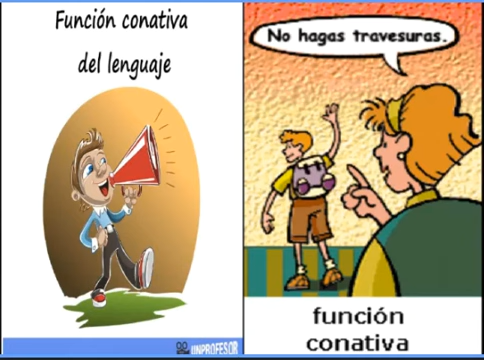 Función conativa
del lenguaje
UNPROFESOR
No hagas travesuras.
función
conativa